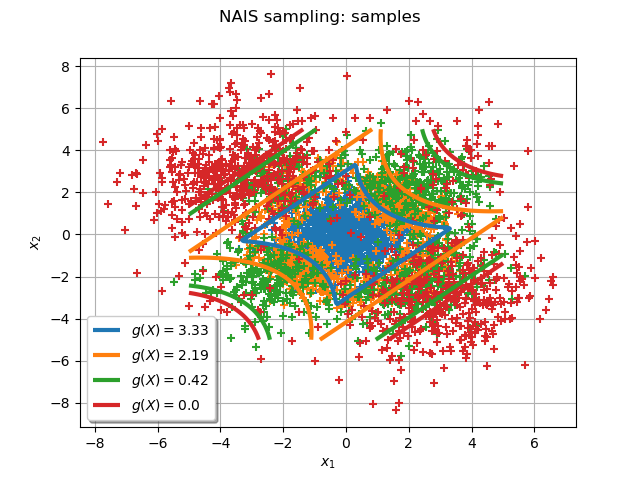 NAIS sampling: samples
8
6
4
2
0
−2
−4
−6
−8
x₂
g(X) = 3.33
g(X) = 2.19
g(X) = 0.42
g(X) = 0.0
−8 −6 −4 −2 0 2 4 6
x₁